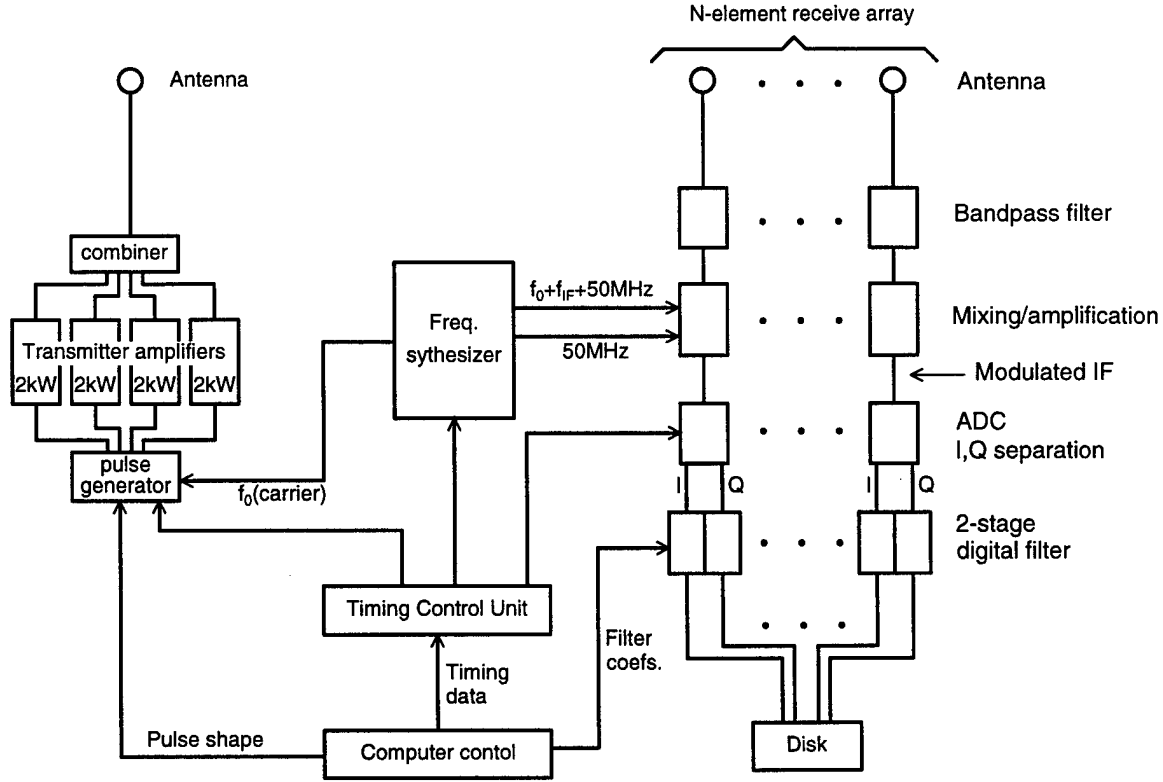 N-element receive array
Antenna
Antenna
Bandpass filter
combiner
f₀+f_IF+50MHz
Freq.
sythesizer
50MHz
Mixing/amplification
Transmitter amplifiers
2kW 2kW 2kW 2kW
Modulated IF
ADC
I,Q separation
pulse
generator
f₀(carrier)
I Q I Q
2-stage
digital filter
Timing Control Unit
Filter
coefs.
Timing
data
Pulse shape
Computer contol
Disk